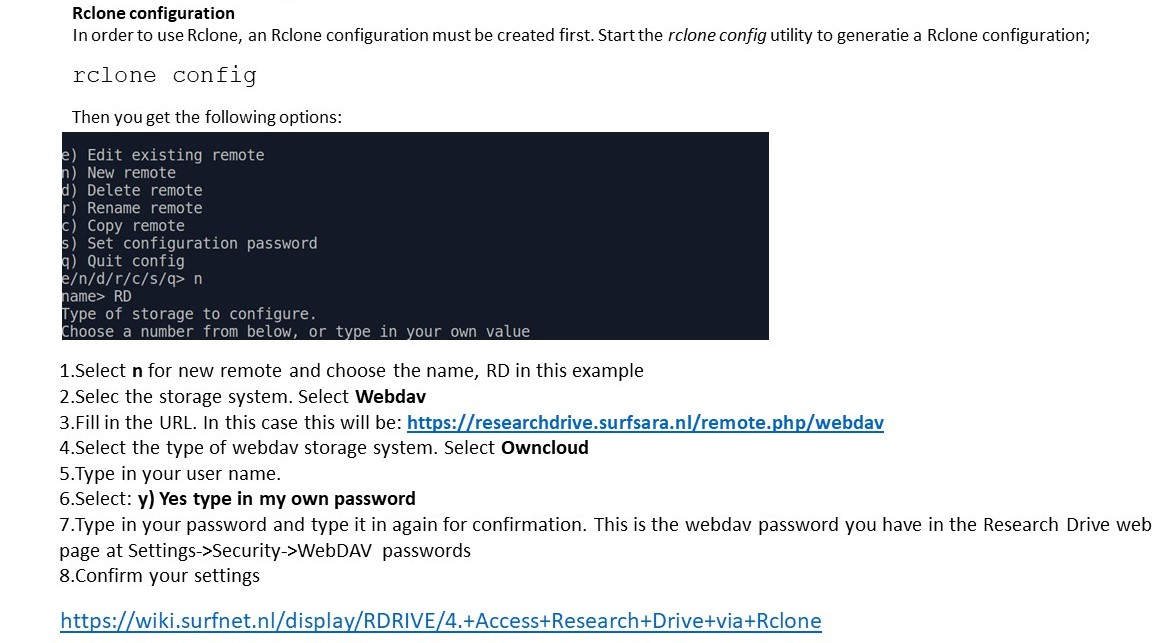 Rclone configuration
In order to use Rclone, an Rclone configuration must be created first. Start the rclone config utility to generatie a Rclone configuration;
rclone config
Then you get the following options:
e) Edit existing remote
n) New remote
d) Delete remote
r) Rename remote
c) Copy remote
s) Set configuration password
q) Quit config
e/n/d/r/c/s/q> n
name> RD
Type of storage to configure.
Choose a number from below, or type in your own value
1.Select n for new remote and choose the name, RD in this example
2.Selec the storage system. Select Webdav
3.Fill in the URL. In this case this will be: https://researchdrive.surfsara.nl/remote.php/webdav
4.Select the type of webdav storage system. Select Owncloud
5.Type in your user name.
6.Select: y) Yes type in my own password
7.Type in your password and type it in again for confirmation. This is the webdav password you have in the Research Drive web
page at Settings->Security->WebDAV passwords
8.Confirm your settings
https://wiki.surfnet.nl/display/RDRIVE/4.+Access+Research+Drive+via+Rclone